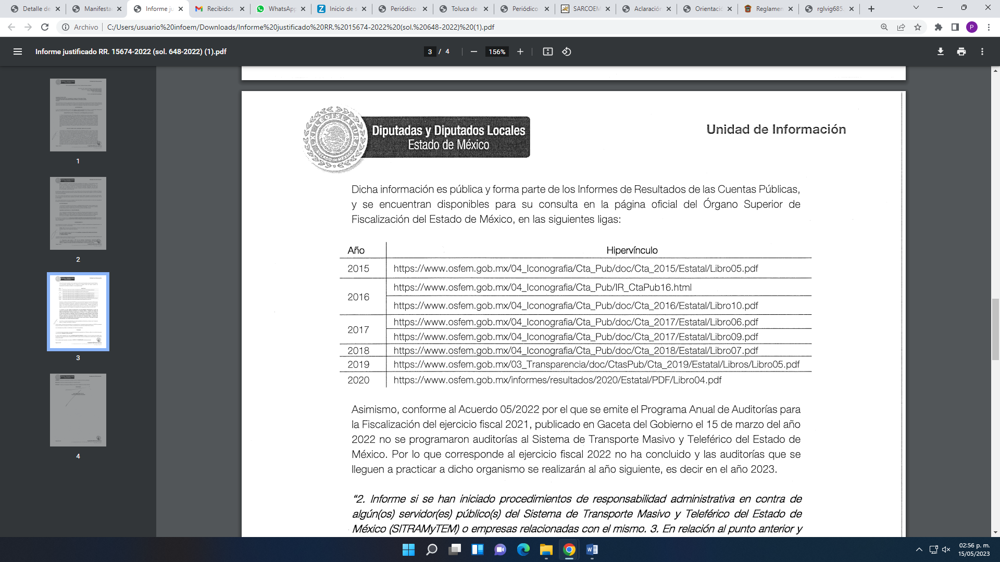 Detalle de
Manifesta
Informe ju
Recibidos
WhatsApp
Inicio de s
Periódico
Toluca de
Periódico
SARCOEM
Aclaración
Orientació
Reglamen
rglvig685.
Archivo | C:/Users/usuario%20infoem/Downloads/Informe%20justificado%20RR.%2015674-2022%20(sol.%20648-2022)%20(1).pdf
P
Informe justificado RR. 15674-2022 (sol. 648-2022) (1).pdf
3 / 4
156%
1
2
3
4
Diputadas y Diputados Locales
Estado de México
Unidad de Información
Dicha información es pública y forma parte de los Informes de Resultados de las Cuentas Públicas,
y se encuentran disponibles para su consulta en la página oficial del Órgano Superior de
Fiscalización del Estado de México, en las siguientes ligas:
Año Hipervínculo
2015 https://www.osfem.gob.mx/04_Iconografia/Cta_Pub/doc/Cta_2015/Estatal/Libro05.pdf
2016 https://www.osfem.gob.mx/04_Iconografia/Cta_Pub/IR_CtaPub16.html
https://www.osfem.gob.mx/04_Iconografia/Cta_Pub/doc/Cta_2016/Estatal/Libro10.pdf
2017 https://www.osfem.gob.mx/04_Iconografia/Cta_Pub/doc/Cta_2017/Estatal/Libro06.pdf
https://www.osfem.gob.mx/04_Iconografia/Cta_Pub/doc/Cta_2017/Estatal/Libro09.pdf
2018 https://www.osfem.gob.mx/04_Iconografia/Cta_Pub/doc/Cta_2018/Estatal/Libro07.pdf
2019 https://www.osfem.gob.mx/03_Transparencia/doc/CtasPub/Cta_2019/Estatal/Libros/Libro05.pdf
2020 https://www.osfem.gob.mx/informes/resultados/2020/Estatal/PDF/Libro04.pdf
Asimismo, conforme al Acuerdo 05/2022 por el que se emite el Programa Anual de Auditorías para
la Fiscalización del ejercicio fiscal 2021, publicado en Gaceta del Gobierno el 15 de marzo del año
2022 no se programaron auditorías al Sistema de Transporte Masivo y Teleférico del Estado de
México. Por lo que corresponde al ejercicio fiscal 2022 no ha concluido y las auditorías que se
lleguen a practicar a dicho organismo se realizarán al año siguiente, es decir en el año 2023.
“2. Informe si se han iniciado procedimientos de responsabilidad administrativa en contra de
algún(os) servidor(es) público(s) del Sistema de Transporte Masivo y Teleférico del Estado de
México (SITRAMyTEM) o empresas relacionadas con el mismo. 3. En relación al punto anterior y
02:56 p. m.
15/05/2023